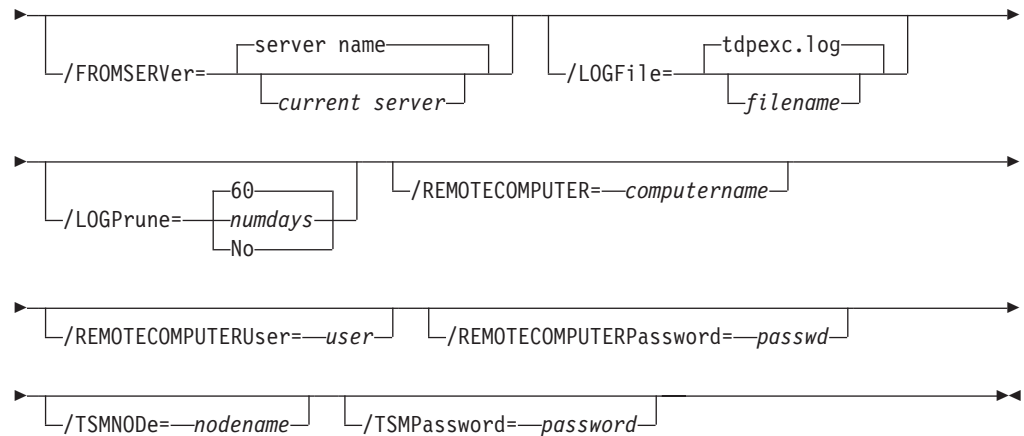 server name
/FROMSERVer= current server
tdpexc.log
/LOGFile= filename
60
/LOGPrune= numdays
No
/REMOTECOMPUTER= computername
/REMOTECOMPUTERUser= user /REMOTECOMPUTERPassword= passwd
/TSMNODe= nodename /TSMPassword= password